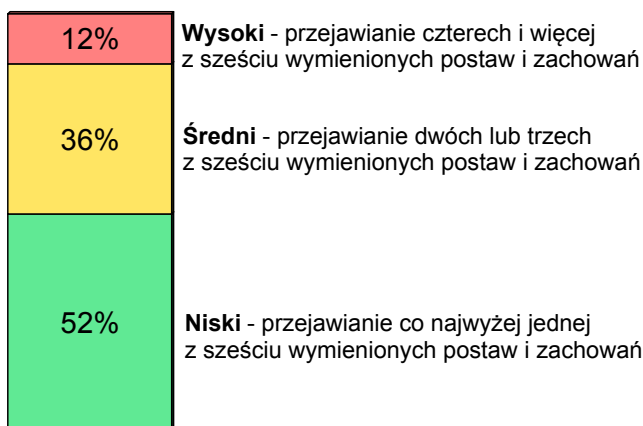 12%
Wysoki - przejawianie czterech i więcej
z sześciu wymienionych postaw i zachowań
36%
Średni - przejawianie dwóch lub trzech
z sześciu wymienionych postaw i zachowań
52%
Niski - przejawianie co najwyżej jednej
z sześciu wymienionych postaw i zachowań